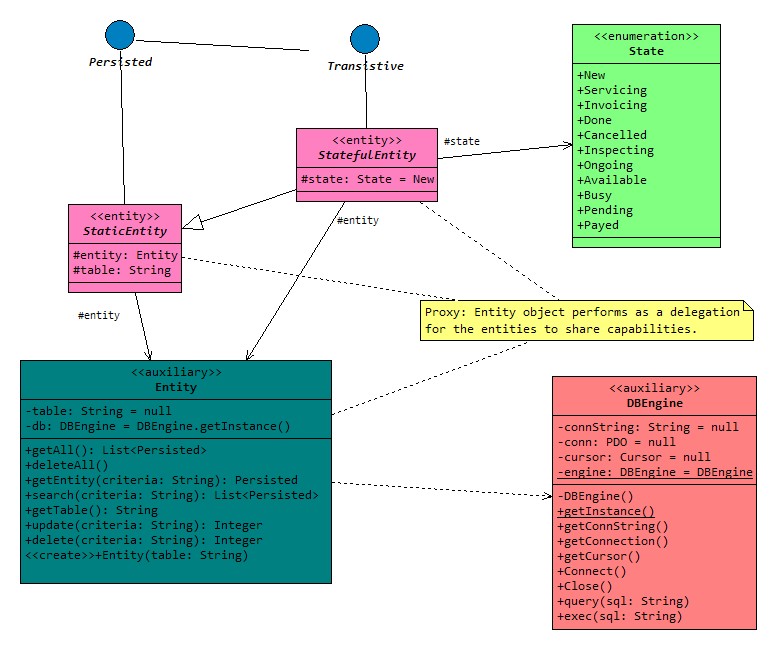 Persisted
Transistive
<<enumeration>>
State
+New
+Servicing
+Invoicing
+Done
+Cancelled
+Inspecting
+Ongoing
+Available
+Busy
+Pending
+Payed
<<entity>>
StatefulEntity
#state: State = New
#state
<<entity>>
StaticEntity
#entity: Entity
#table: String
#entity
#entity
Proxy: Entity object performs as a delegation
for the entities to share capabilities.
<<auxiliary>>
Entity
-table: String = null
-db: DBEngine = DBEngine.getInstance()
+getAll(): List<Persisted>
+deleteAll()
+getEntity(criteria: String): Persisted
+search(criteria: String): List<Persisted>
+getTable(): String
+update(criteria: String): Integer
+delete(criteria: String): Integer
<<create>>+Entity(table: String)
<<auxiliary>>
DBEngine
-connString: String = null
-conn: PDO = null
-cursor: Cursor = null
-engine: DBEngine = DBEngine
-DBEngine()
+getInstance()
+getConnString()
+getConnection()
+getCursor()
+Connect()
+Close()
+query(sql: String)
+exec(sql: String)